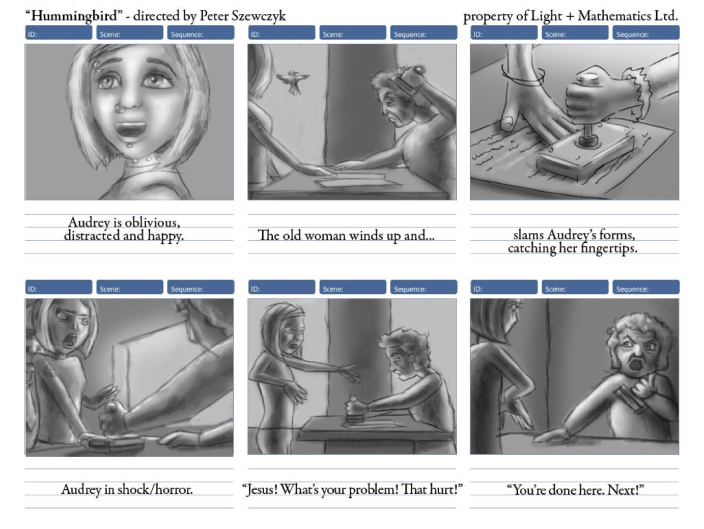 “Hummingbird” - directed by Peter Szewczyk
property of Light + Mathematics Ltd.
ID: Scene: Sequence:
ID: Scene: Sequence:
ID: Scene: Sequence:
Audrey is oblivious,
distracted and happy.
The old woman winds up and...
slams Audrey’s forms,
catching her fingertips.
ID: Scene: Sequence:
ID: Scene: Sequence:
ID: Scene: Sequence:
Audrey in shock/horror.
“Jesus! What’s your problem! That hurt!”
“You’re done here. Next!”